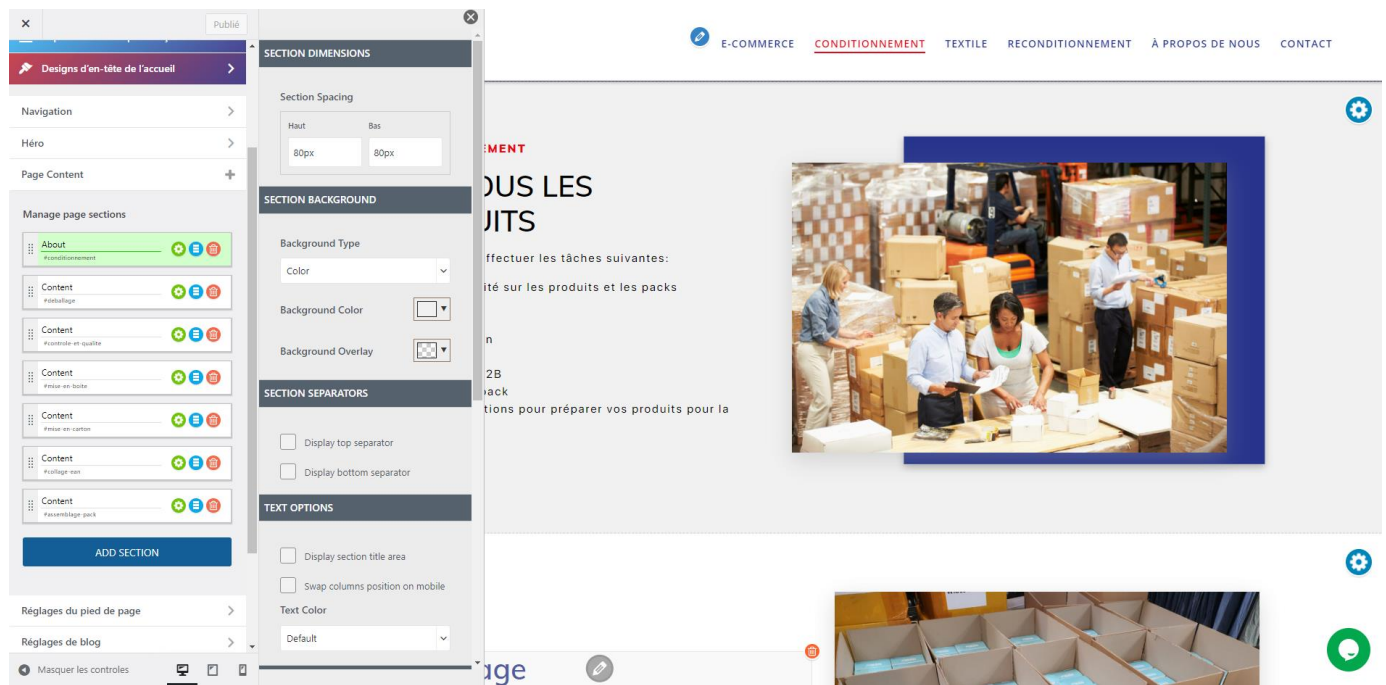 Publié
Designs d'en-tête de l'accueil
Navigation
Héro
Page Content
Manage page sections
About
#conditionnement
Content
#deballage
Content
#controle-et-qualite
Content
#mise-en-boite
Content
#mise-en-carton
Content
#collage-ean
Content
#assemblage-pack
ADD SECTION
Réglages du pied de page
Réglages de blog
Masquer les controles
SECTION DIMENSIONS
Section Spacing
Haut Bas
80px 80px
SECTION BACKGROUND
Background Type
Color
Background Color
Background Overlay
SECTION SEPARATORS
Display top separator
Display bottom separator
TEXT OPTIONS
Display section title area
Swap columns position on mobile
Text Color
Default
E-COMMERCE CONDITIONNEMENT TEXTILE RECONDITIONNEMENT À PROPOS DE NOUS CONTACT
EMENT
OUS LES
UITS
ffectuer les tâches suivantes:
ité sur les produits et les packs
n
2B
pack
tions pour préparer vos produits pour la
age